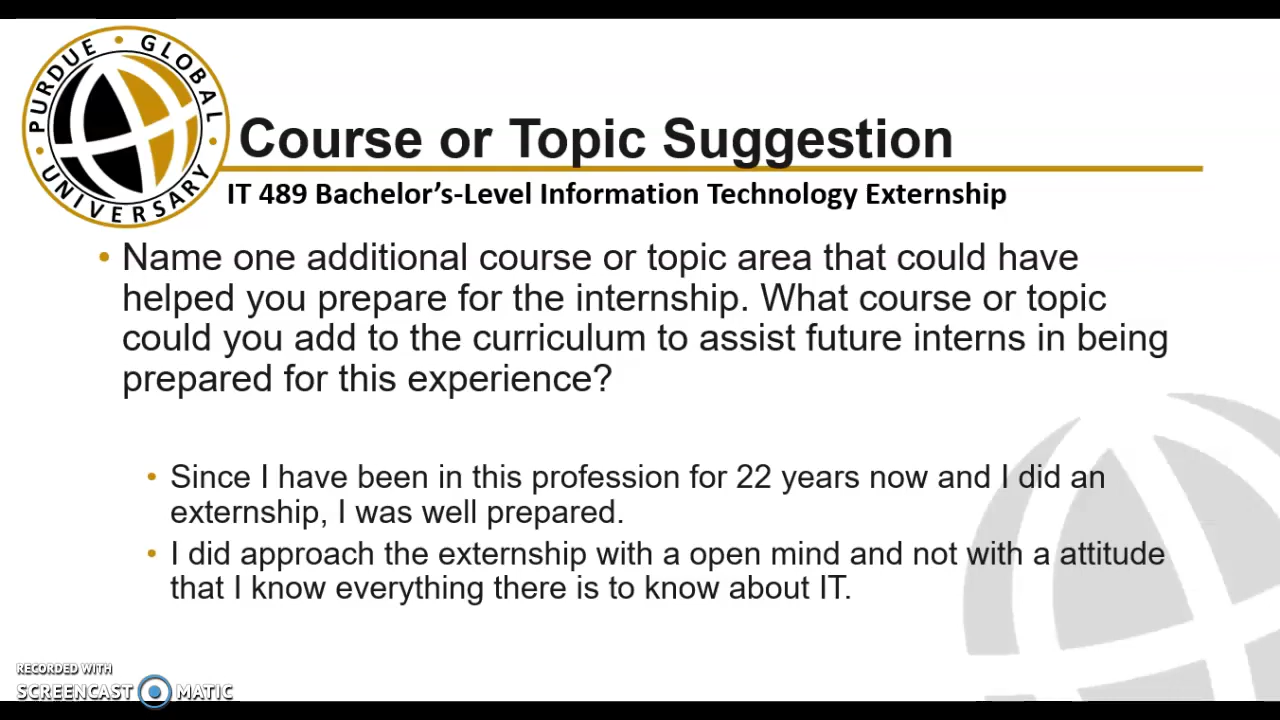 PURDUE GLOBAL
UNIVERSARY
Course or Topic Suggestion
IT 489 Bachelor's-Level Information Technology Externship
• Name one additional course or topic area that could have
helped you prepare for the internship. What course or topic
could you add to the curriculum to assist future interns in being
prepared for this experience?
• Since I have been in this profession for 22 years now and I did an
externship, I was well prepared.
• I did approach the externship with a open mind and not with a attitude
that I know everything there is to know about IT.
RECORDED WITH
SCREENCAST MATIC